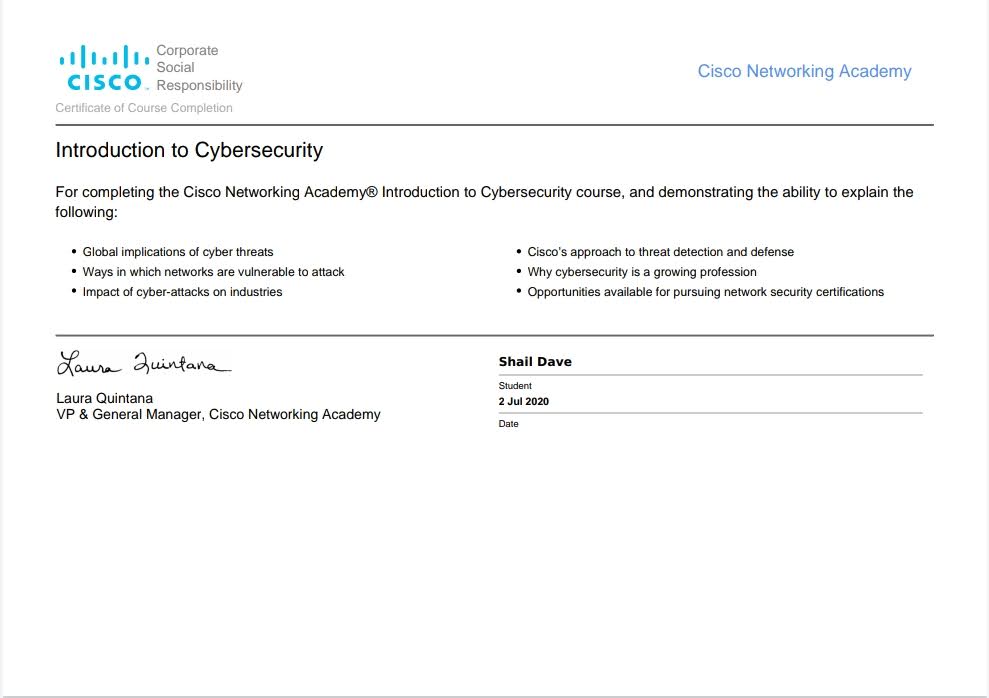 Corporate
Social
Responsibility
CISCO™
Cisco Networking Academy
Certificate of Course Completion
Introduction to Cybersecurity
For completing the Cisco Networking Academy® Introduction to Cybersecurity course, and demonstrating the ability to explain the
following:
• Global implications of cyber threats
• Ways in which networks are vulnerable to attack
• Impact of cyber-attacks on industries
• Cisco's approach to threat detection and defense
• Why cybersecurity is a growing profession
• Opportunities available for pursuing network security certifications
Laura Quintana
Laura Quintana
VP & General Manager, Cisco Networking Academy
Shail Dave
Student
2 Jul 2020
Date